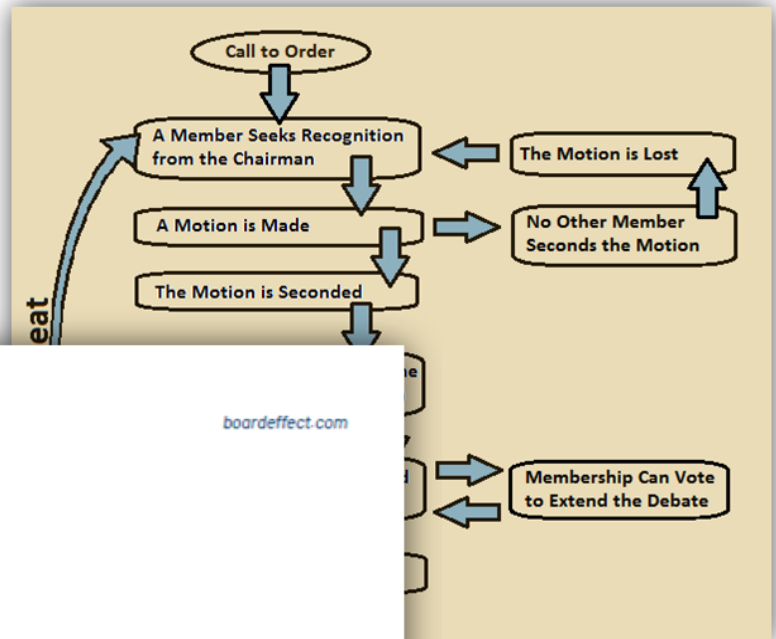 Call to Order
A Member Seeks Recognition
from the Chairman
The Motion is Lost
A Motion is Made
No Other Member
Seconds the Motion
The Motion is Seconded
boardeffect.com
Membership Can Vote
to Extend the Debate